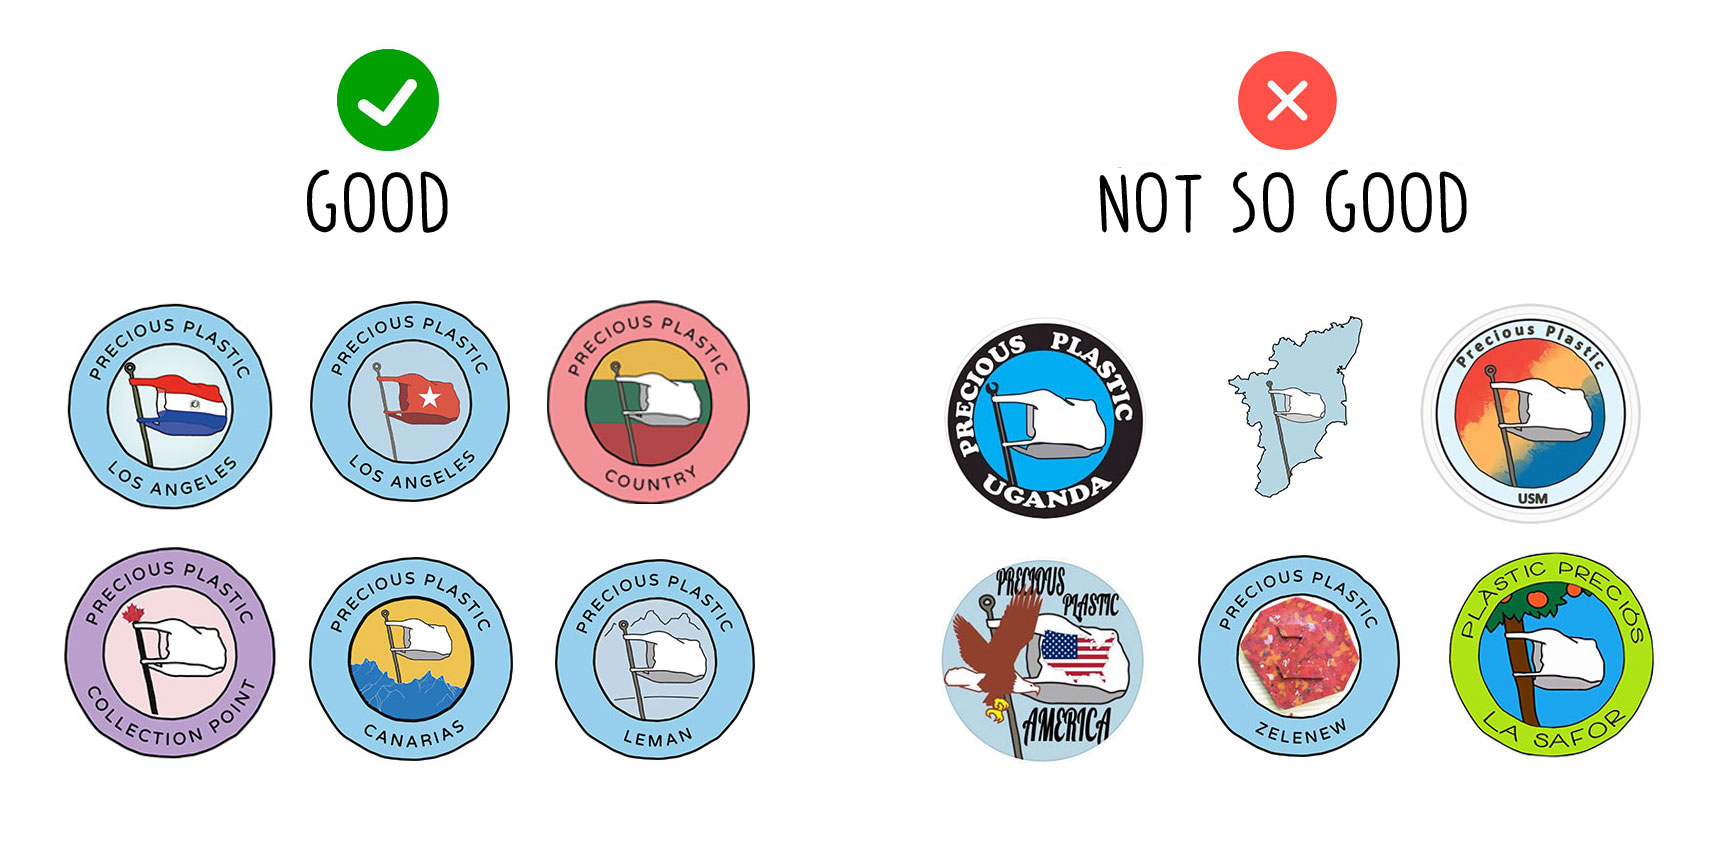 GOOD
NOT SO GOOD
PRECIOUS PLASTIC
LOS ANGELES
PRECIOUS PLASTIC
LOS ANGELES
PRECIOUS PLASTIC
COUNTRY
PRECIOUS PLASTIC
UGANDA
Precious Plastic
USM
PRECIOUS PLASTIC
COLLECTION POINT
PRECIOUS PLASTIC
CANARIAS
PRECIOUS PLASTIC
LEMAN
PRECIOUS
PLASTIC
AMERICA
PRECIOUS PLASTIC
Z
ZELENEW
PLÀSTIC PRECIÓS
LA SAFOR